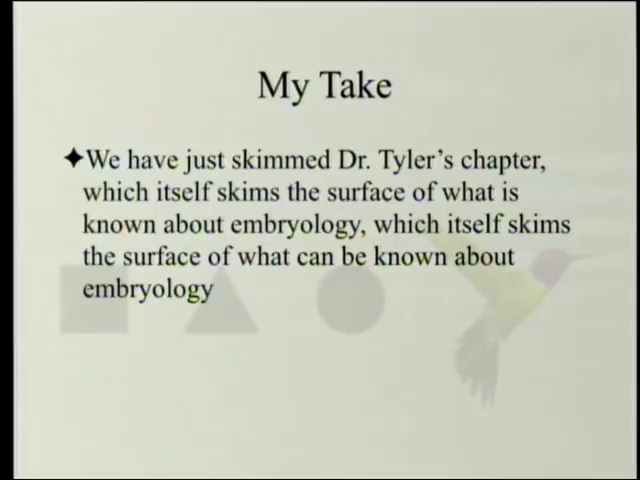 My Take
✦We have just skimmed Dr. Tyler's chapter,
which itself skims the surface of what is
known about embryology, which itself skims
the surface of what can be known about
embryology